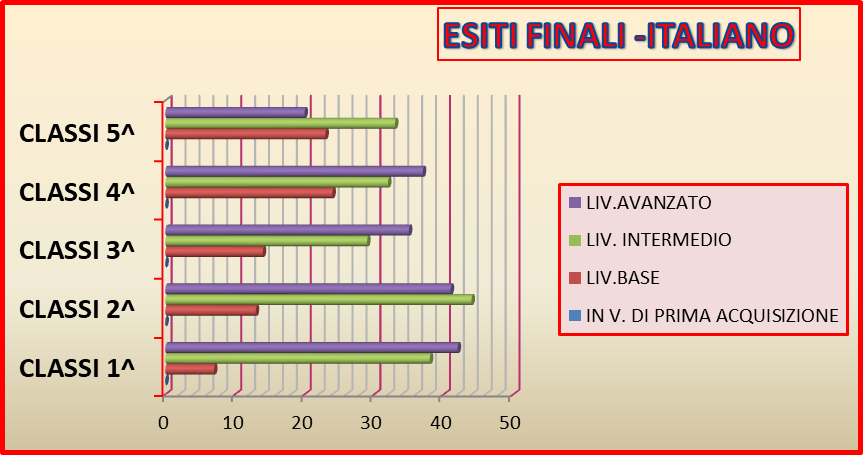 ESITI FINALI -ITALIANO
CLASSI 5^
CLASSI 4^
CLASSI 3^
CLASSI 2^
CLASSI 1^
0 10 20 30 40 50
LIV.AVANZATO
LIV. INTERMEDIO
LIV.BASE
IN V. DI PRIMA ACQUISIZIONE